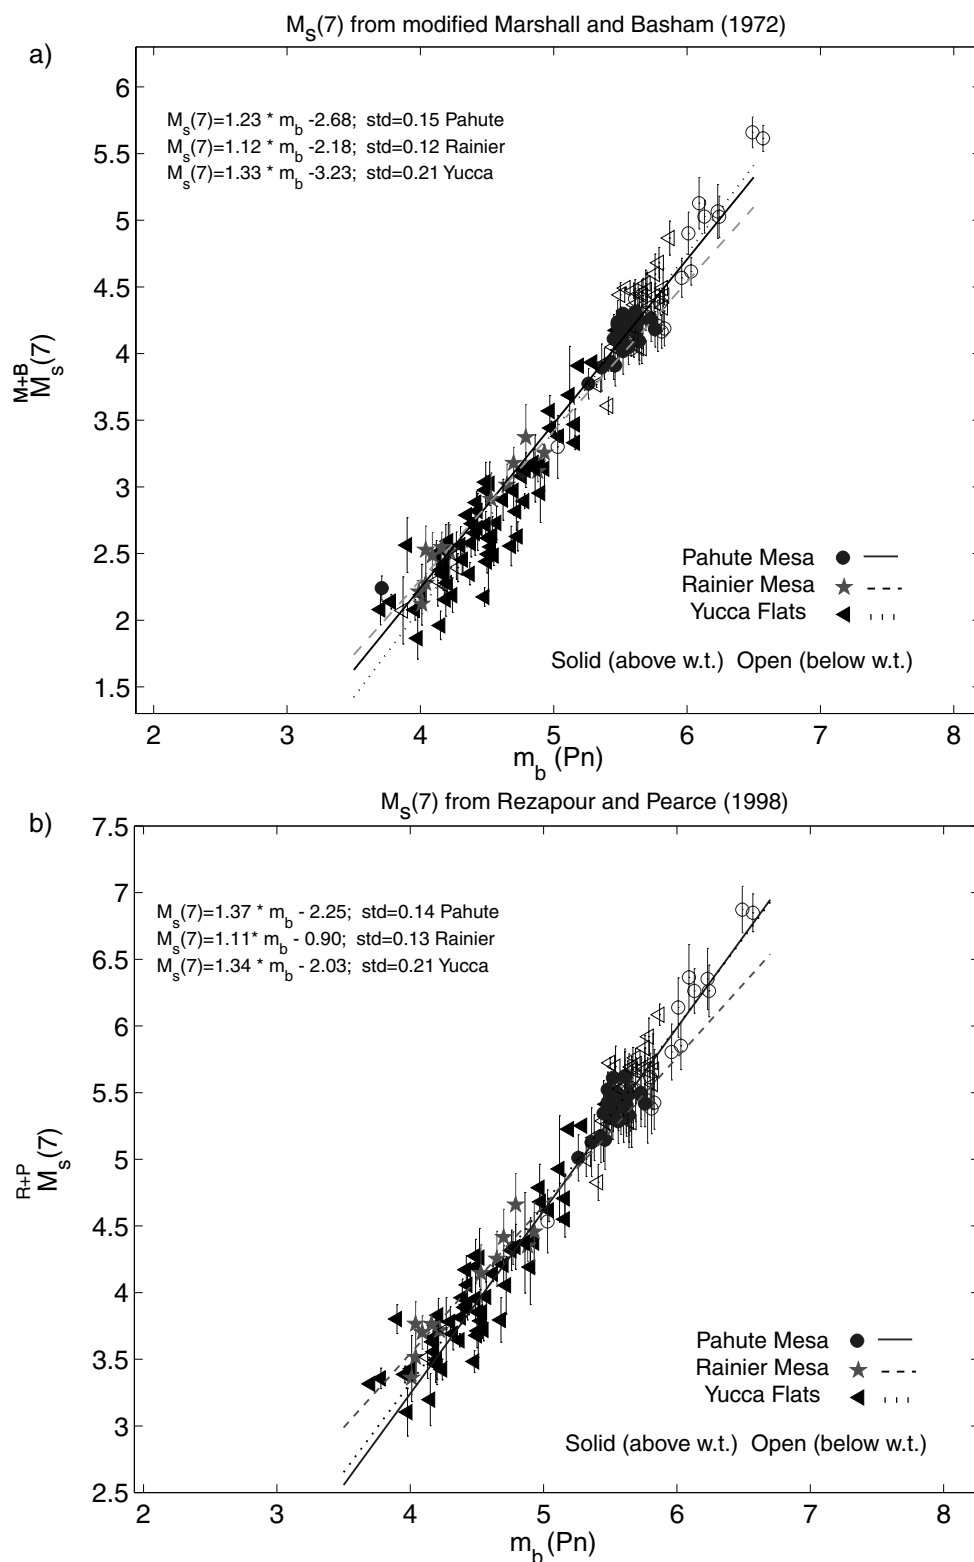 M_s(7) from modified Marshall and Basham (1972)
a)
6
5.5
5
4.5
4
3.5
3
2.5
2
1.5
M_s(7)=1.23 * m_b -2.68;  std=0.15 Pahute
M_s(7)=1.12 * m_b -2.18;  std=0.12 Rainier
M_s(7)=1.33 * m_b -3.23;  std=0.21 Yucca
M+B
M_s(7)
Pahute Mesa
Rainier Mesa
Yucca Flats
Solid (above w.t.)  Open (below w.t.)
2 3 4 5 6 7 8
m_b (Pn)
M_s(7) from Rezapour and Pearce (1998)
b)
7.5
7
6.5
6
5.5
5
4.5
4
3.5
3
2.5
M_s(7)=1.37 * m_b - 2.25;  std=0.14 Pahute
M_s(7)=1.11* m_b - 0.90;  std=0.13 Rainier
M_s(7)=1.34 * m_b - 2.03;  std=0.21 Yucca
R+P
M_s(7)
Pahute Mesa
Rainier Mesa
Yucca Flats
Solid (above w.t.)  Open (below w.t.)
2 3 4 5 6 7 8
m_b (Pn)